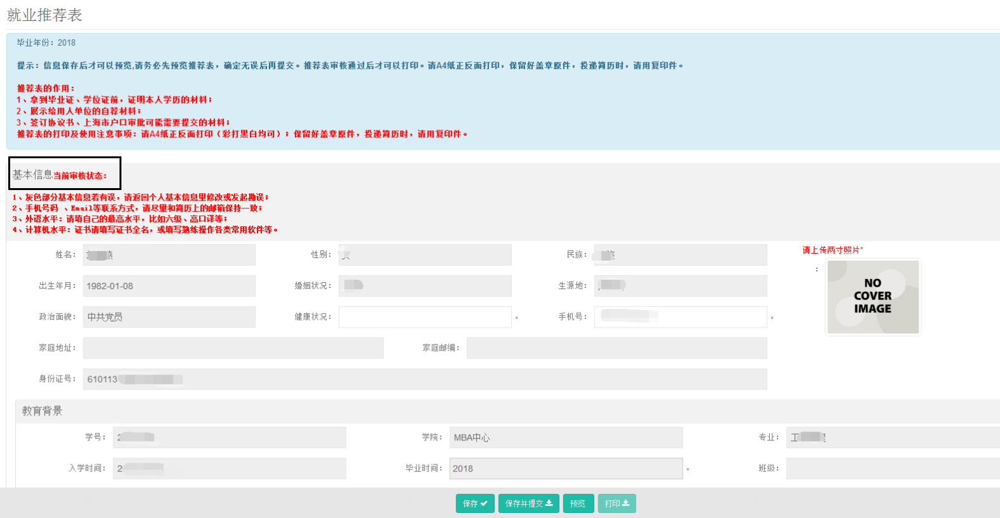 就业推荐表
毕业年份：2018
提示：信息保存后才可以预览,请务必先预览推荐表，确定无误后再提交。推荐表审核通过后才可以打印。请A4纸正反面打印，保留好盖章原件，投递简历时，请用复印件。
推荐表的作用：
1、拿到毕业证、学位证前，证明本人学历的材料；
2、展示给用人单位的自荐材料；
3、签订协议书、上海市户口审批可能需要提交的材料；
推荐表的打印及使用注意事项：请A4纸正反面打印（彩打黑白均可）；保留好盖章原件，投递简历时，请用复印件。
基本信息当前审核状态：
1、灰色部分基本信息若有误，请返回个人基本信息里修改或发起勘误；
2、手机号码 、Email等联系方式，请尽量和简历上的邮箱保持一致；
3、外语水平：请填自己的最高水平，比如六级、高口译等；
4、计算机水平：证书请填写证书全名，或填写熟练操作各类常用软件等。
姓名： 燕 性别： 民族： 族 请上传两寸照片*
：
NO COVER IMAGE
出生年月： 1982-01-08 婚姻状况： 生源地：
政治面貌： 中共党员 健康状况： * 手机号： *
家庭地址： 家庭邮编：
身份证号： 610113
教育背景
学号： 2 学院： MBA中心 专业： 工
入学时间： 2 毕业时间： 2018 * 班级：
保存 保存并提交 预览 打印